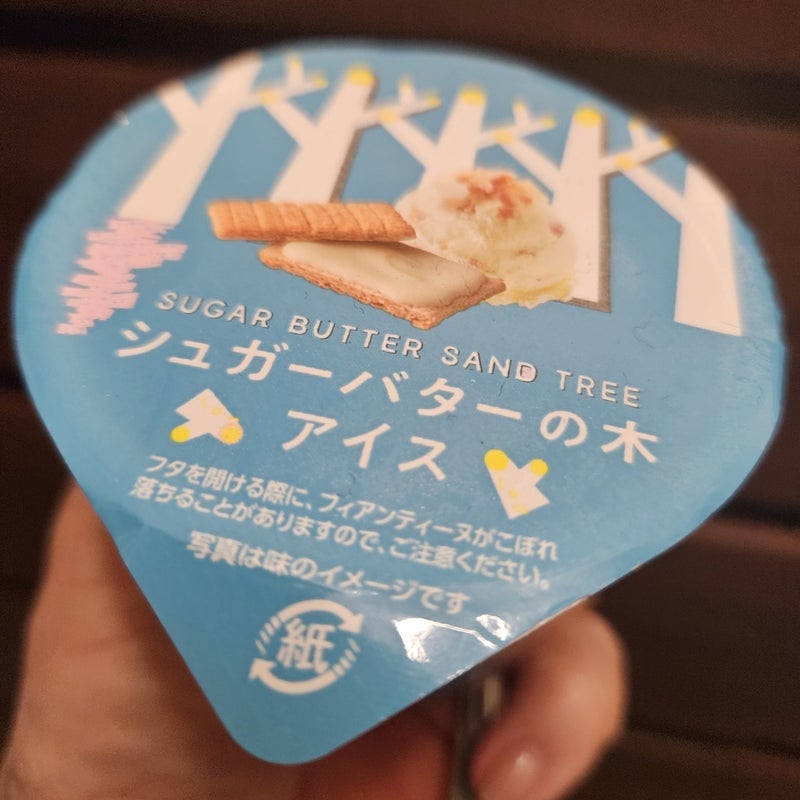 SUGAR BUTTER SAND TREE
シュガーバターの木
アイス
フタを開ける際に、フィアンティーヌがこぼれ
落ちることがありますので、ご注意ください。
写真は味のイメージです
紙